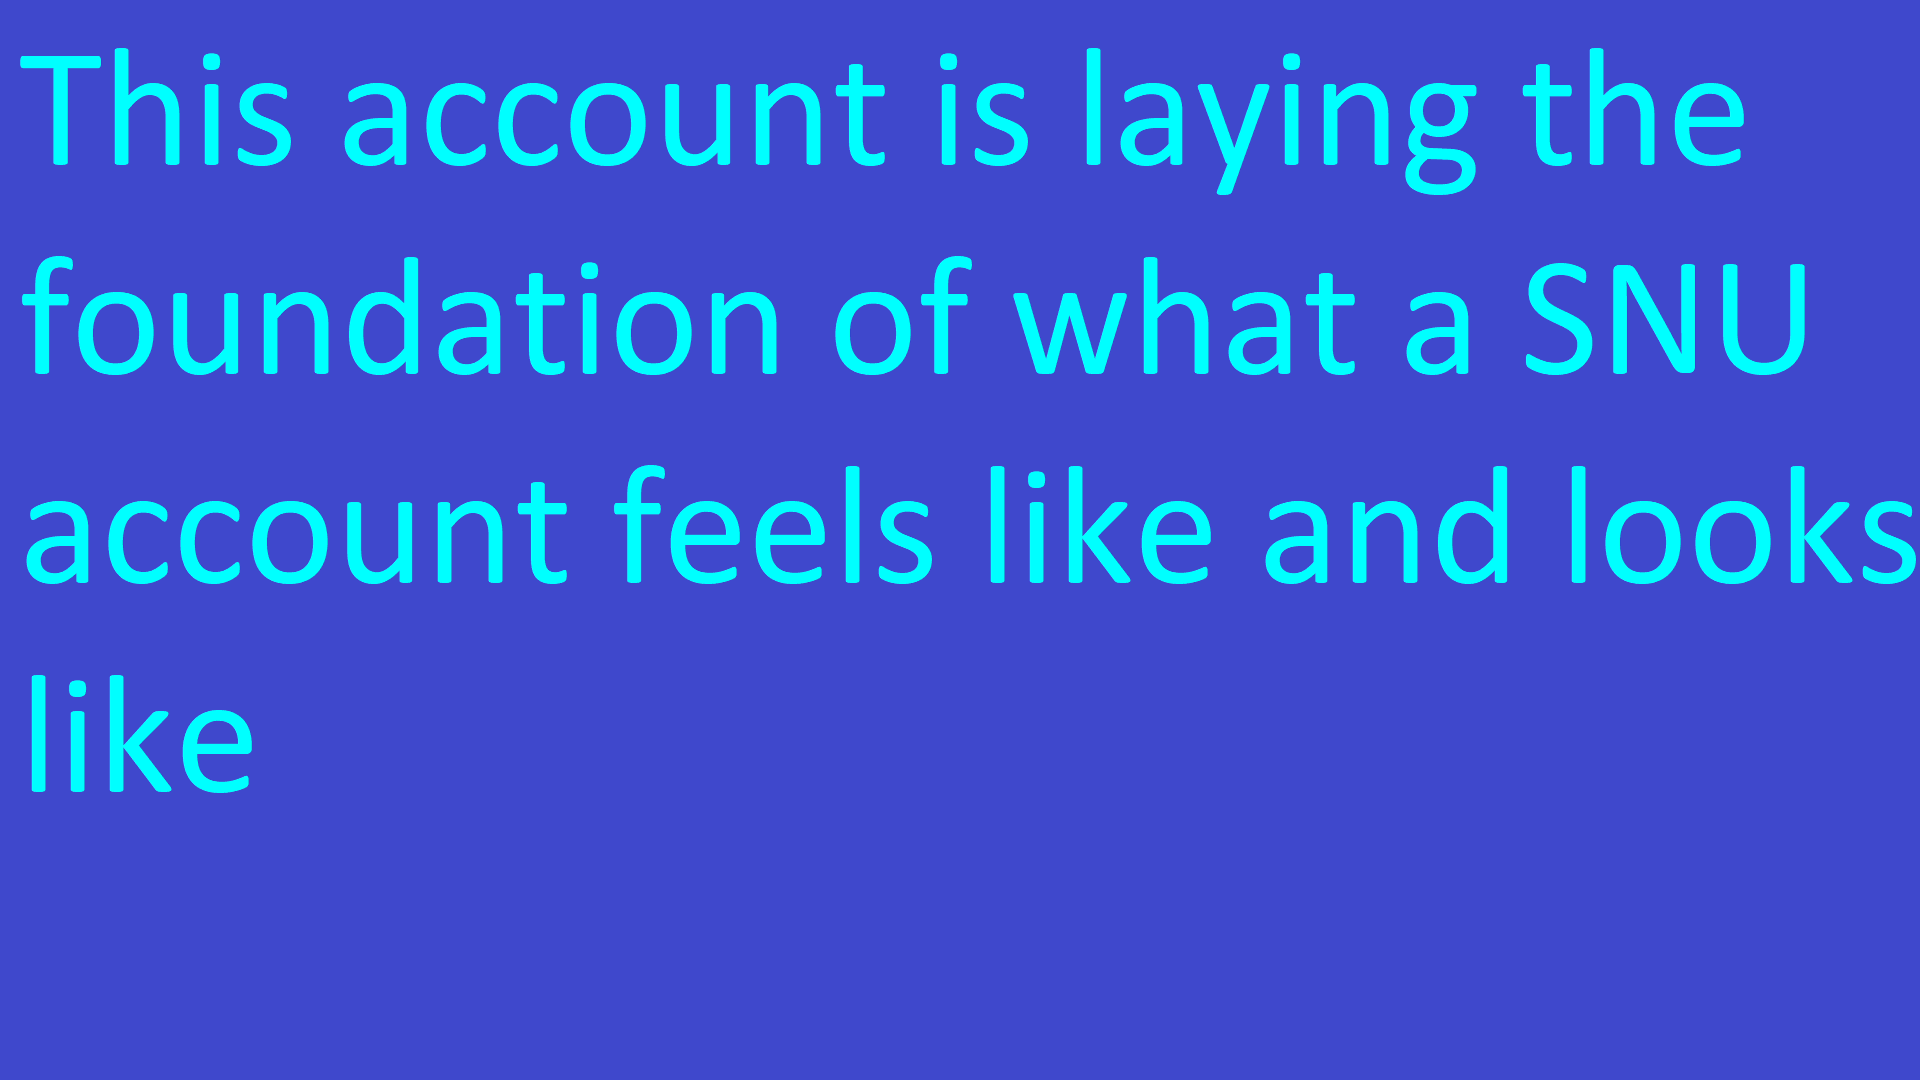 This account is laying the
foundation of what a SNU
account feels like and looks
like